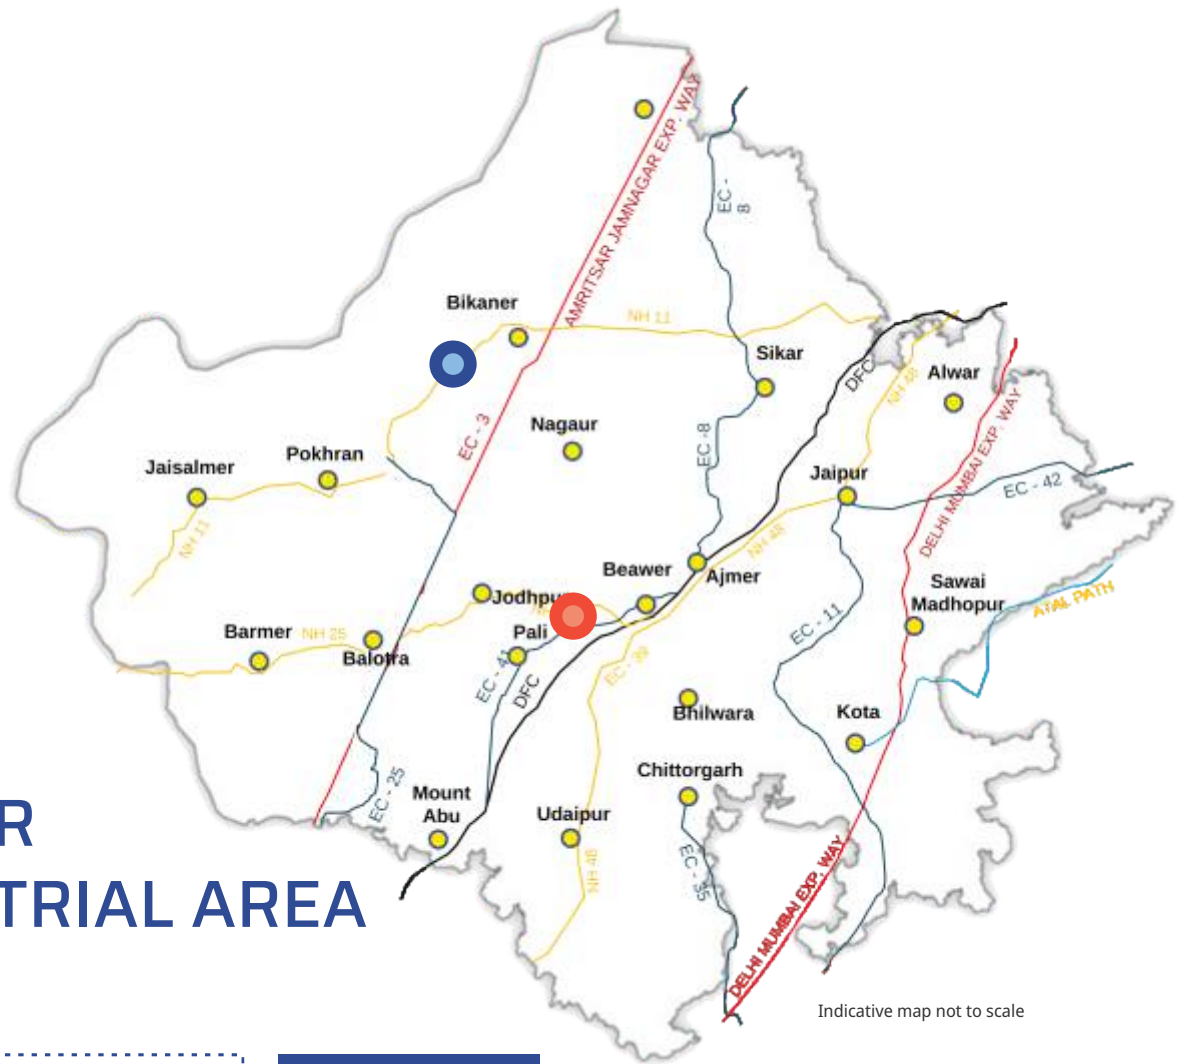 AMRITSAR JAMNAGAR EXP. WAY
EC -
8
Bikaner
NH 11
Sikar
DFC
NH 48
Alwar
EC - 3
Nagaur
EC -8
DELHI MUMBAI EXP. WAY
Jaisalmer
Pokhran
Jaipur
EC - 42
NH 11
NH 48
Beawer
Ajmer
Sawai
Madhopur
ATAL PATH
Jodhpu
Pali
Barmer
NH 25
Balotra
EC - 11
EC - 41
DFC
EC - 39
Bhilwara
Kota
Chittorgarh
EC - 25
Mount
Abu
Udaipur
NH 48
EC - 35
DELHI MUMBAI EXP. WAY
R
TRIAL AREA
Indicative map not to scale